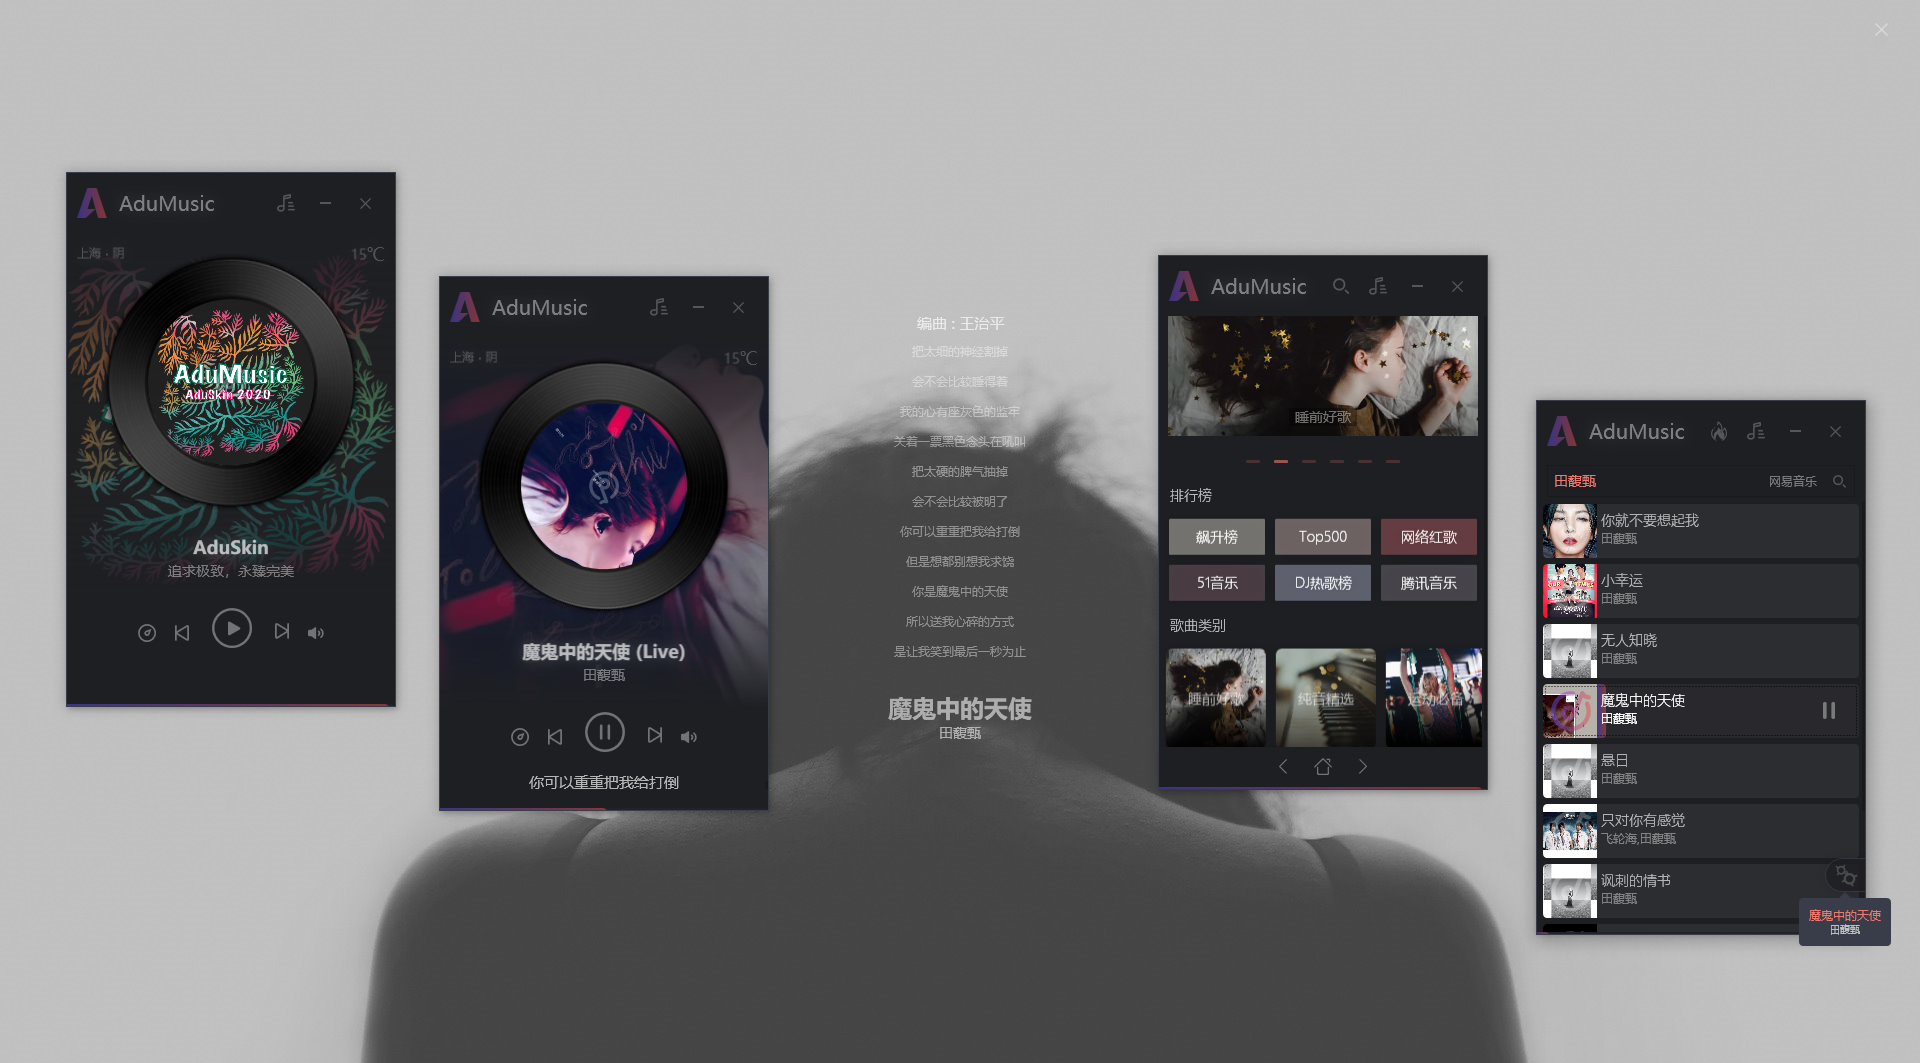 AduMusic
上海 · 阴
15℃
AduMusic
AduSkin 2020
AduSkin
追求极致，永臻完美
AduMusic
上海 · 阴
15℃
魔鬼中的天使 (Live)
田馥甄
你可以重重把我给打倒
编曲 : 王治平
把太细的神经割掉
会不会比较睡得着
我的心有座灰色的监牢
关着一票黑色念头在吼叫
把太硬的脾气抽掉
会不会比较被明了
你可以重重把我给打倒
但是想都别想我求饶
你是魔鬼中的天使
所以送我心碎的方式
是让我笑到最后一秒为止
魔鬼中的天使
田馥甄
AduMusic
睡前好歌
排行榜
飙升榜 Top500 网络红歌
51音乐 DJ热歌榜 腾讯音乐
歌曲类别
睡前好歌 纯音精选 运动必备
AduMusic
田馥甄 网易音乐
你就不要想起我
田馥甄
小幸运
田馥甄
无人知晓
田馥甄
魔鬼中的天使
田馥甄
悬日
田馥甄
只对你有感觉
飞轮海,田馥甄
讽刺的情书
田馥甄
魔鬼中的天使
田馥甄